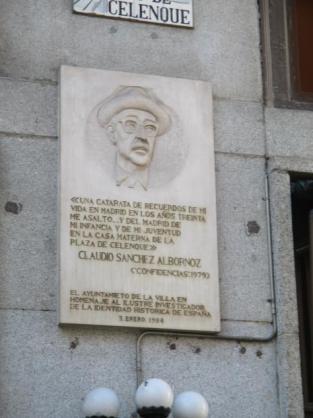 DE
CELENQUE
«UNA CATARATA DE RECUERDOS DE MI
VIDA EN MADRID EN LOS AÑOS TREINTA
ME ASALTO... Y DEL MADRID DE
MI INFANCIA Y DE MI JUVENTUD
EN LA CASA MATERNA DE LA
PLAZA DE CELENQUE»
CLAUDIO SANCHEZ ALBORNOZ
(CONFIDENCIAS:1979)
EL AYUNTAMIENTO DE LA VILLA EN
HOMENAJE AL ILUSTRE INVESTIGADOR
DE LA IDENTIDAD HISTORICA DE ESPAÑA
3. ENERO. 1984